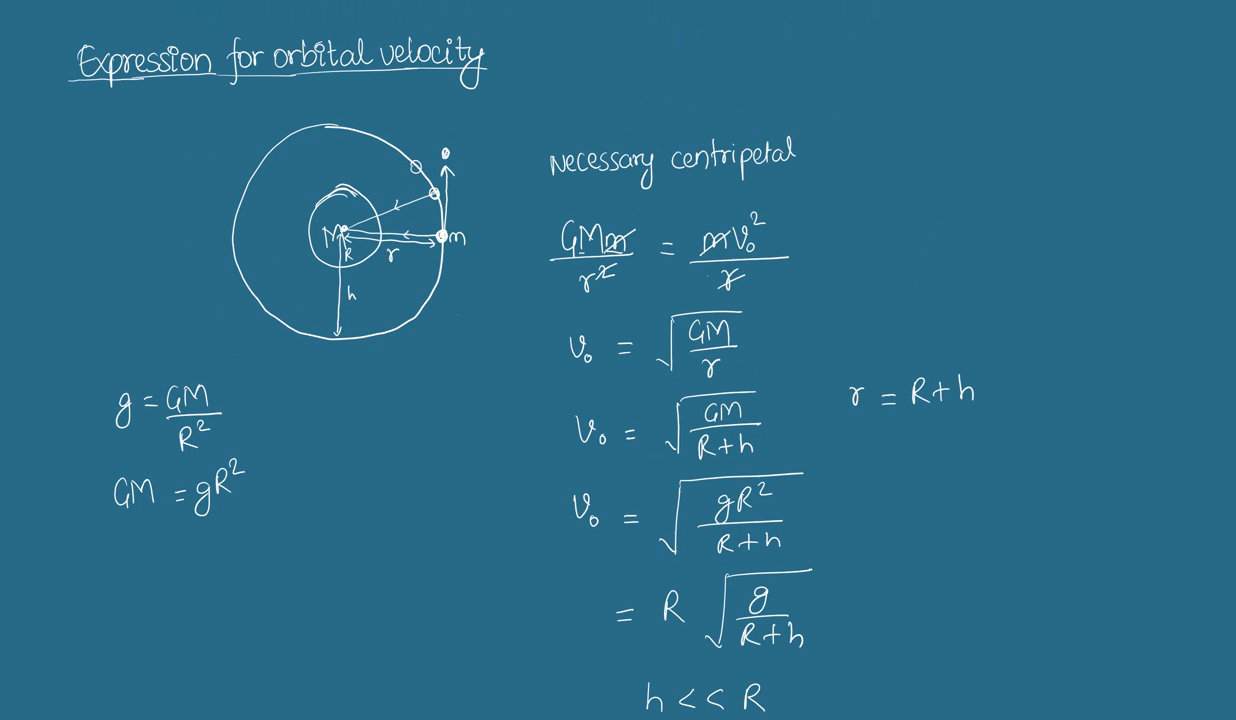 Expression for orbital velocity
M
R
r
m
h
g = GM/R²
GM = gR²
Necessary centripetal
GMm/r² = mv₀²/r
v₀ = √(GM/r)
r = R+h
v₀ = √(GM/(R+h))
v₀ = √(gR²/(R+h))
= R √(g/(R+h))
h << R